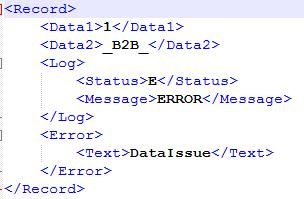 <Record>
<Data1>1</Data1>
<Data2>_B2B_</Data2>
<Log>
<Status>E</Status>
<Message>ERROR</Message>
</Log>
<Error>
<Text>DataIssue</Text>
</Error>
</Record>